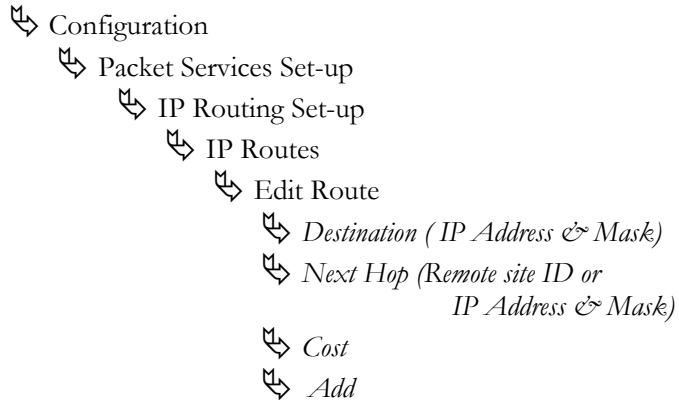 Configuration
Packet Services Set-up
IP Routing Set-up
IP Routes
Edit Route
Destination ( IP Address & Mask)
Next Hop (Remote site ID or
IP Address & Mask)
Cost
Add